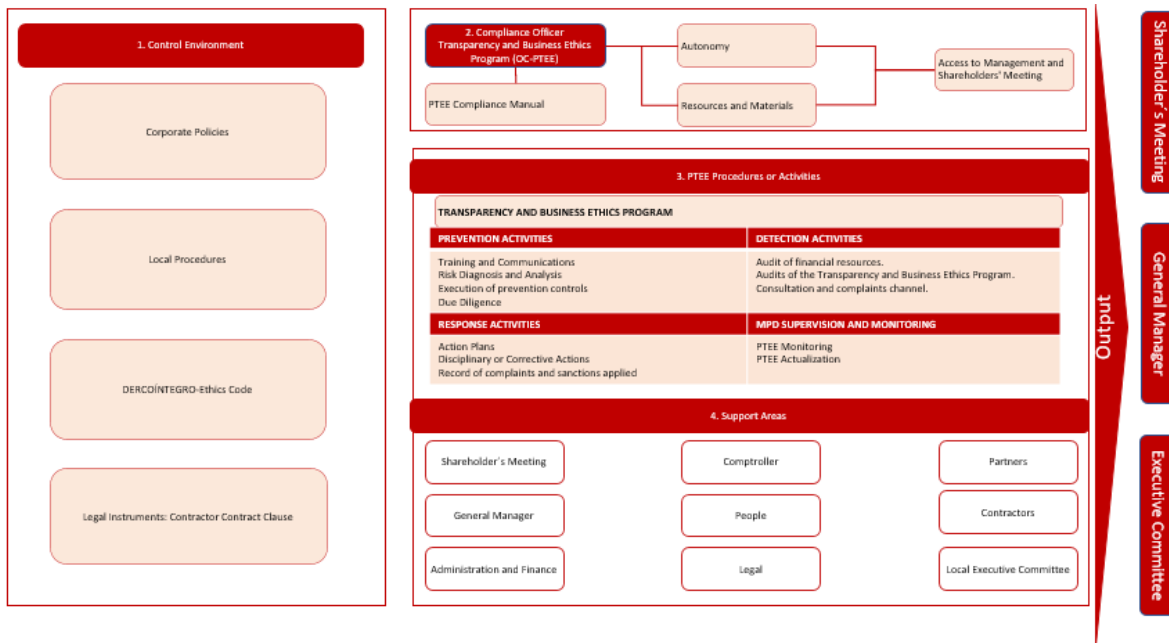 1. Control Environment
Corporate Policies
Local Procedures
DERCOÍNTEGRO-Ethics Code
Legal Instruments: Contractor Contract Clause
2. Compliance Officer
Transparency and Business Ethics
Program (OC-PTEE)
PTEE Compliance Manual
Autonomy
Resources and Materials
Access to Management and
Shareholders' Meeting
3. PTEE Procedures or Activities
TRANSPARENCY AND BUSINESS ETHICS PROGRAM
PREVENTION ACTIVITIES
Training and Communications
Risk Diagnosis and Analysis
Execution of prevention controls
Due Diligence
DETECTION ACTIVITIES
Audit of financial resources.
Audits of the Transparency and Business Ethics Program.
Consultation and complaints channel.
RESPONSE ACTIVITIES
Action Plans
Disciplinary or Corrective Actions
Record of complaints and sanctions applied
MPD SUPERVISION AND MONITORING
PTEE Monitoring
PTEE Actualization
4. Support Areas
Shareholder´s Meeting
Comptroller
Partners
General Manager
People
Contractors
Administration and Finance
Legal
Local Executive Committee
Output
Shareholder´s Meeting
General Manager
Executive Committee